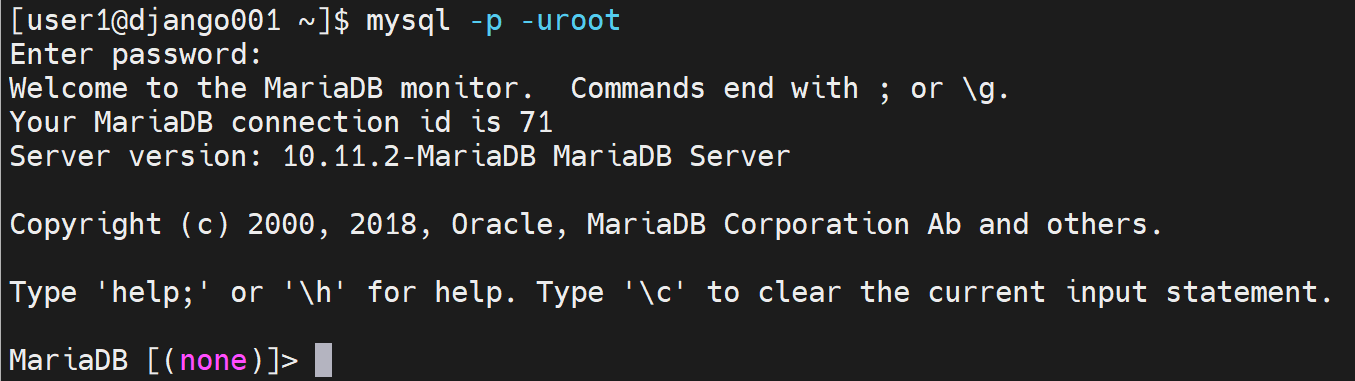 [user1@django001 ~]$ mysql -p -uroot
Enter password:
Welcome to the MariaDB monitor.  Commands end with ; or \g.
Your MariaDB connection id is 71
Server version: 10.11.2-MariaDB MariaDB Server
Copyright (c) 2000, 2018, Oracle, MariaDB Corporation Ab and others.
Type 'help;' or '\h' for help. Type '\c' to clear the current input statement.
MariaDB [(none)]>